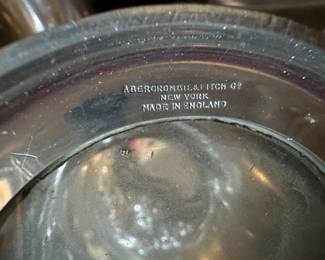 ABERCROMBIE & FITCH Co
NEW YORK
MADE IN ENGLAND